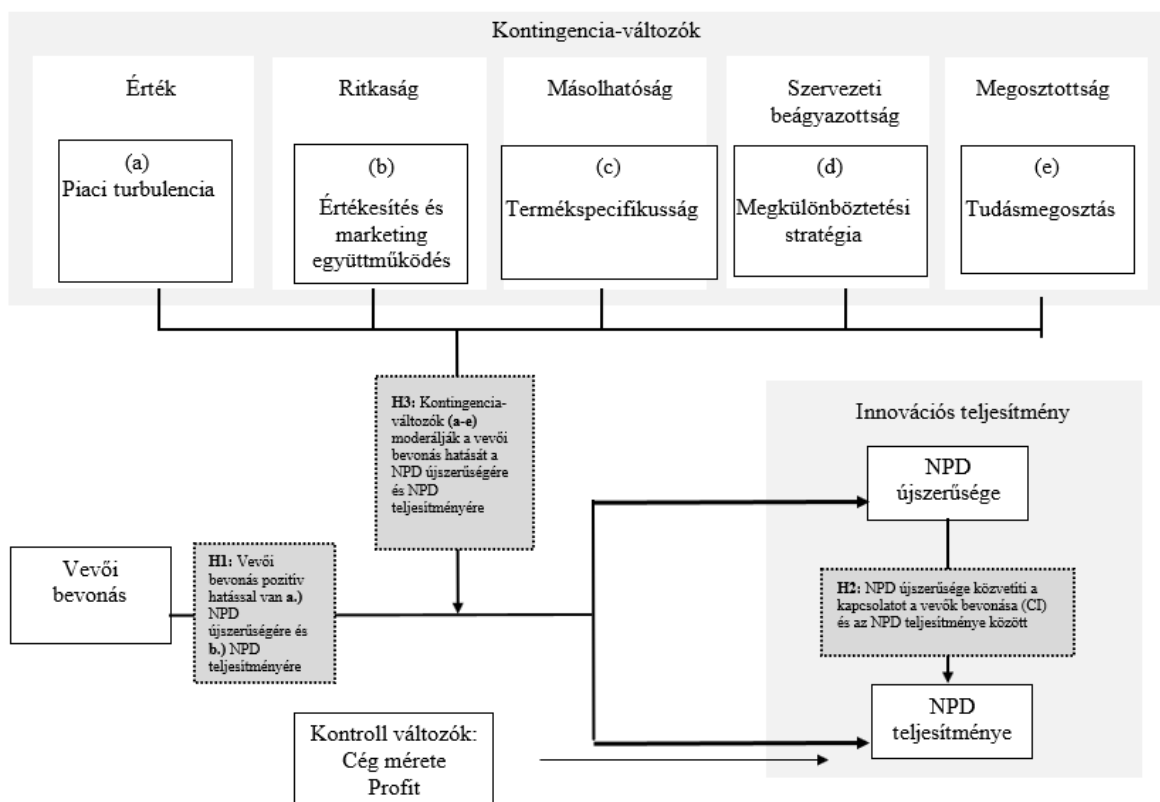 Kontingencia-változók
Érték
Ritkaság
Másolhatóság
Szervezeti
beágyazottság
Megosztottság
(a)
Piaci turbulencia
(b)
Értékesítés és
marketing
együttműködés
(c)
Termékspecifikusság
(d)
Megkülönböztetési
stratégia
(e)
Tudásmegosztás
H3: Kontingencia-
változók (a-e)
moderálják a vevői
bevonás hatását a
NPD újszerűségére
és NPD
teljesítményére
Innovációs teljesítmény
NPD
újszerűsége
Vevői
bevonás
H1: Vevői
bevonás pozitív
hatással van a.)
NPD
újszerűségére és
b.) NPD
teljesítményére
H2: NPD újszerűsége közvetíti a
kapcsolatot a vevők bevonása (CI)
és az NPD teljesítménye között
NPD
teljesítménye
Kontroll változók:
Cég mérete
Profit